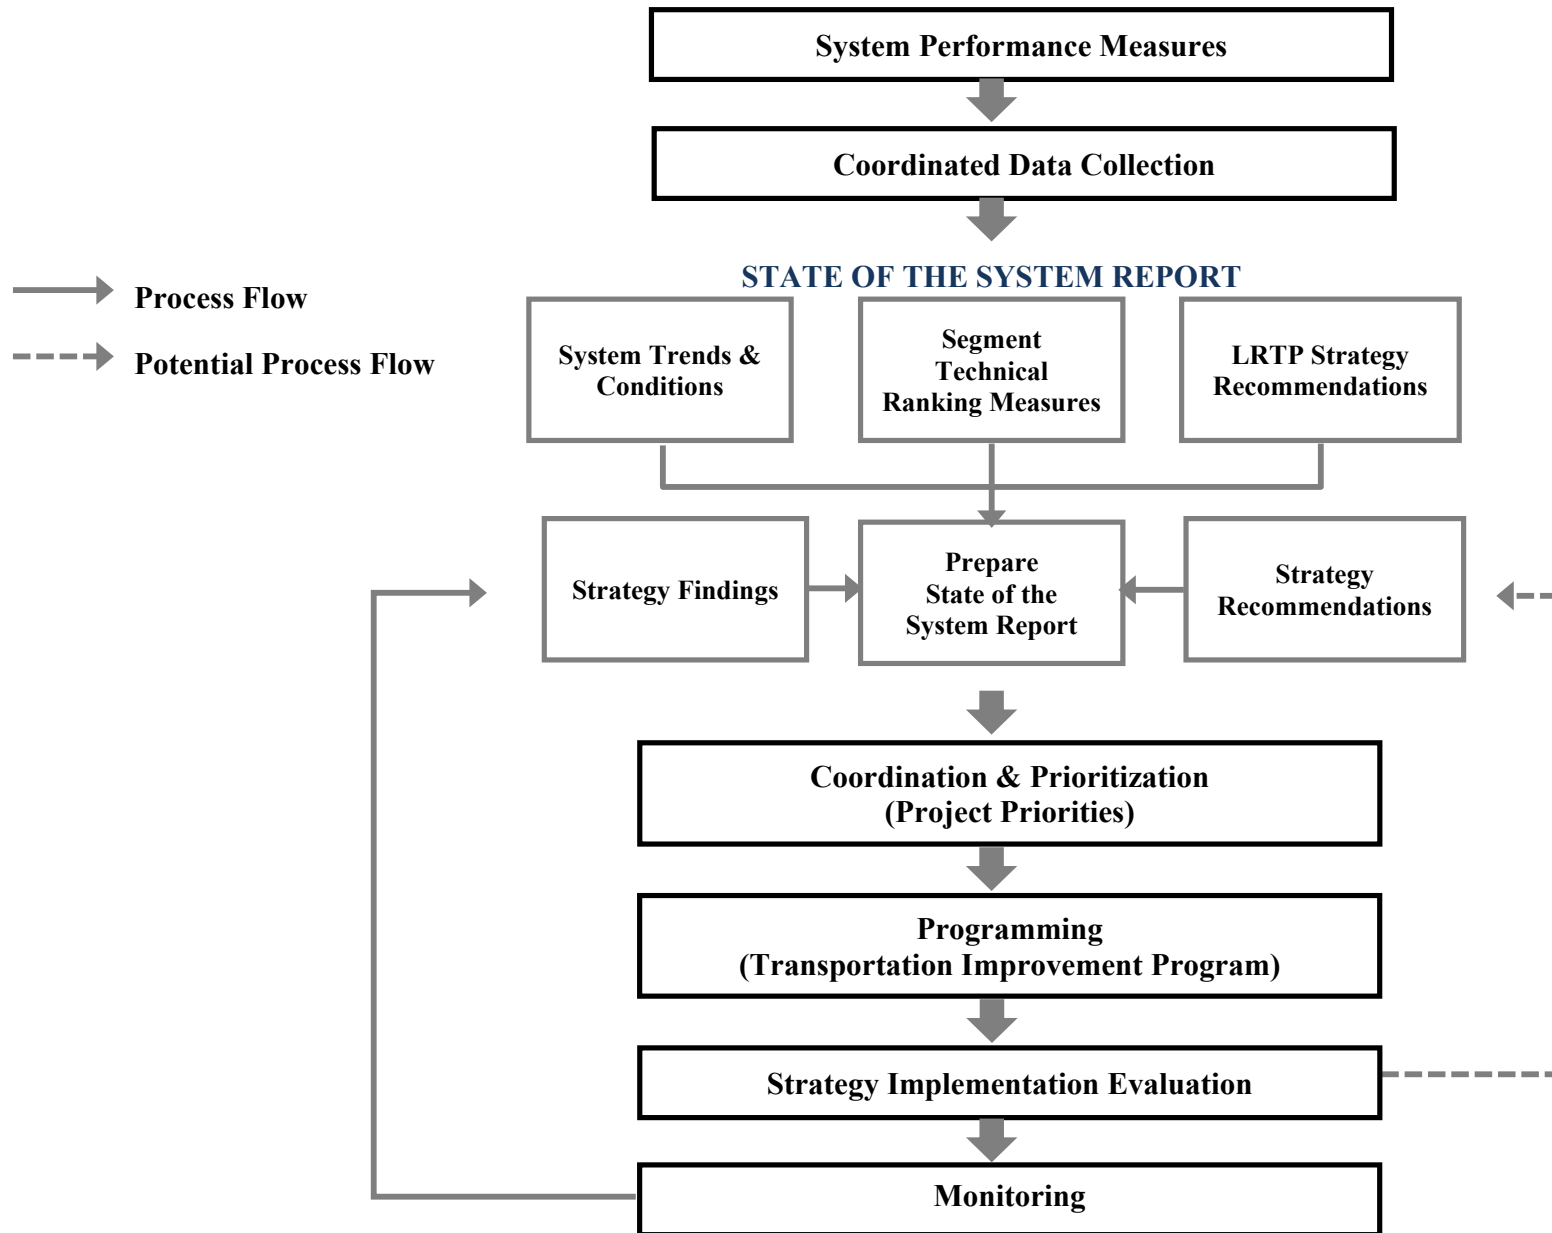 System Performance Measures
Coordinated Data Collection
STATE OF THE SYSTEM REPORT
Process Flow
Potential Process Flow
System Trends &
Conditions
Segment
Technical
Ranking Measures
LRTP Strategy
Recommendations
Strategy Findings
Prepare
State of the
System Report
Strategy
Recommendations
Coordination & Prioritization
(Project Priorities)
Programming
(Transportation Improvement Program)
Strategy Implementation Evaluation
Monitoring